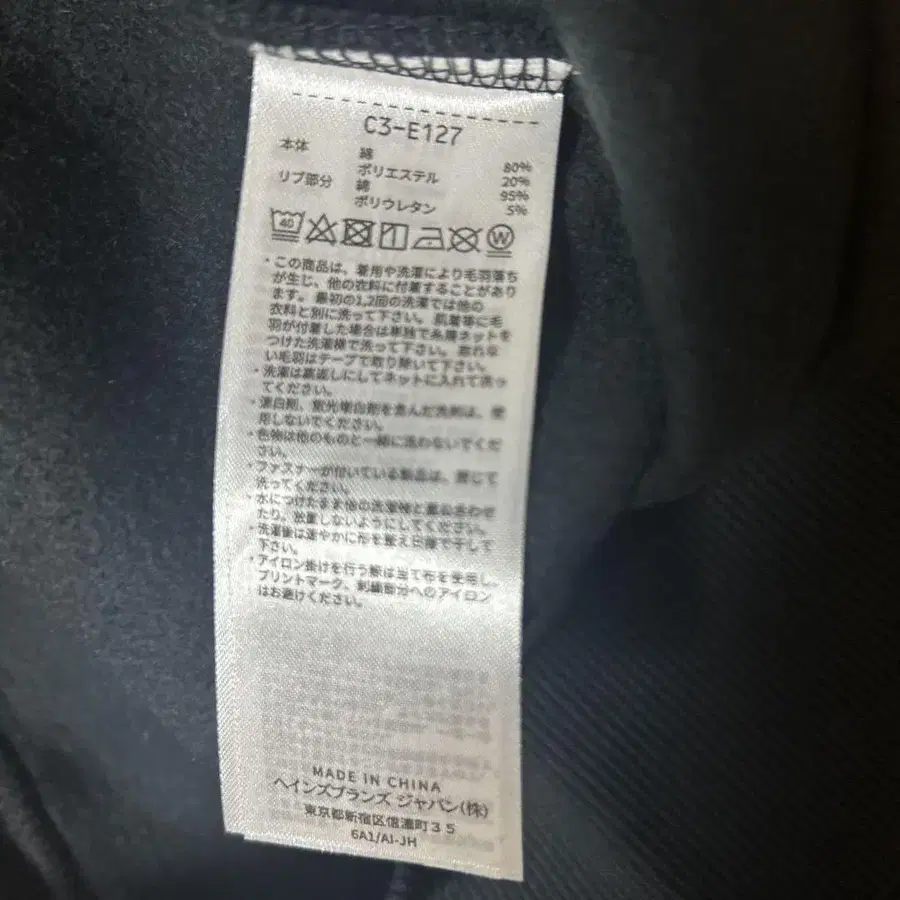 C3-E127
本体 綿 80%
ポリエステル 20%
リブ部分 綿 95%
ポリウレタン 5%
40
W
・この商品は、着用や洗濯により毛羽落ち
が生じ、他の衣料に付着することがあり
ます。最初の1,2回の洗濯では他の
衣料と別に洗って下さい。肌着等に毛
羽が付着した場合は単独で糸屑ネットを
つけた洗濯機で洗って下さい。取れな
い毛羽はテープで取り除いて下さい。
・洗濯は裏返しにしてネットに入れて洗っ
てください。
・漂白剤、蛍光増白剤を含んだ洗剤は、使
用しないでください。
・色物は他のものと一緒に洗わないでくだ
さい。
・ファスナーが付いている製品は、閉じて
洗ってください。
・水につけたまま他の洗濯物と重ね合わせ
たり、放置しないようにしてください。
・洗濯後は速やかに形を整え日陰で干して
下さい。
・アイロン掛けを行う際は当て布を使用し、
プリントマーク、刺繍部分へのアイロン
はお避けください。
MADE IN CHINA
ヘインズブランズ ジャパン(株)
東京都新宿区信濃町35
6A1/AI-JH